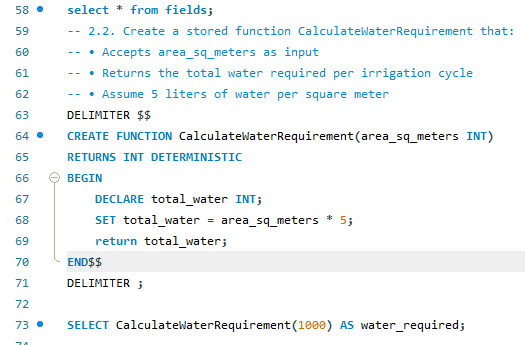 58 select * from fields;
59 -- 2.2. Create a stored function CalculateWaterRequirement that:
60 -- • Accepts area_sq_meters as input
61 -- • Returns the total water required per irrigation cycle
62 -- • Assume 5 liters of water per square meter
63 DELIMITER $$
64 CREATE FUNCTION CalculateWaterRequirement(area_sq_meters INT)
65 RETURNS INT DETERMINISTIC
66 BEGIN
67 DECLARE total_water INT;
68 SET total_water = area_sq_meters * 5;
69 return total_water;
70 END$$
71 DELIMITER ;
72
73 SELECT CalculateWaterRequirement(1000) AS water_required;